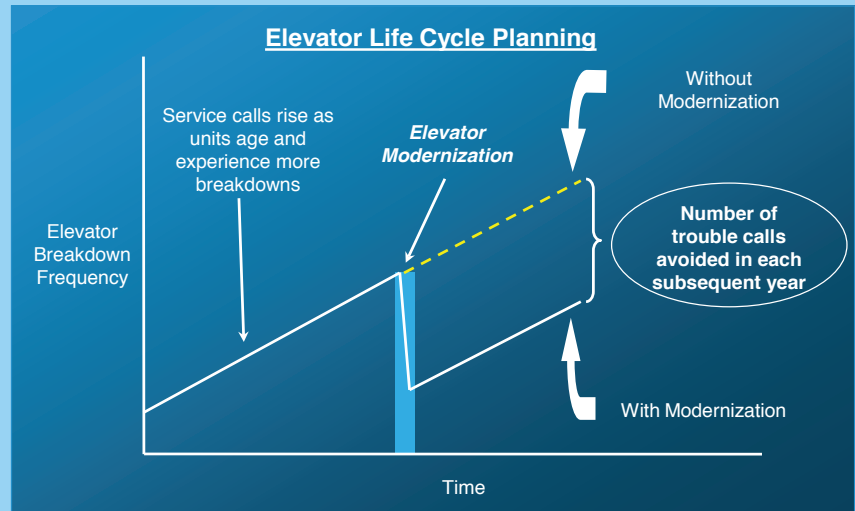 Elevator Life Cycle Planning
Without
Modernization
Service calls rise as
units age and
experience more
breakdowns
Elevator
Modernization
Number of
trouble calls
avoided in each
subsequent year
Elevator
Breakdown
Frequency
With Modernization
Time